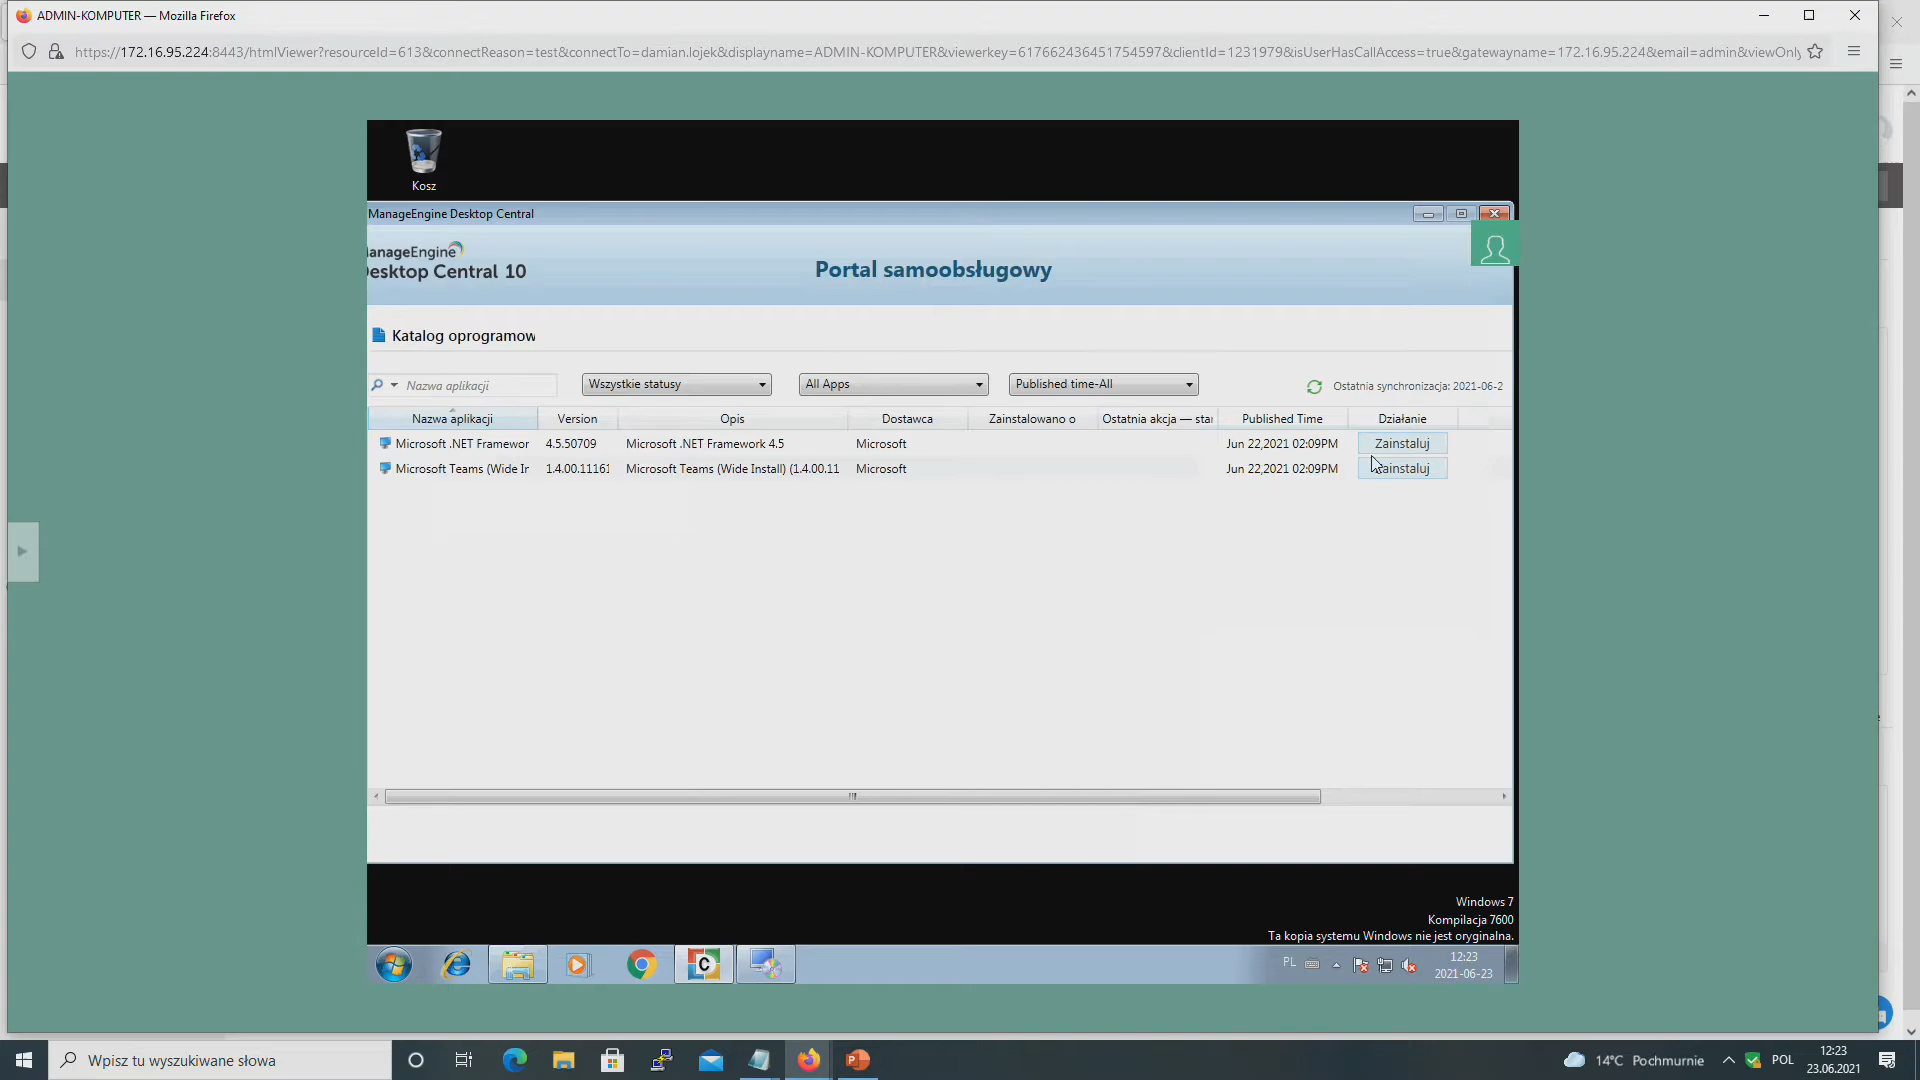 ADMIN-KOMPUTER — Mozilla Firefox
https://172.16.95.224:8443/htmlViewer?resourceId=613&connectReason=test&connectTo=damian.lojek&displayname=ADMIN-KOMPUTER&viewerkey=617662436451754597&clientId=1231979&isUserHasCallAccess=true&gatewayname=172.16.95.224&email=admin&viewOnly
Kosz
ManageEngine Desktop Central
anageEngine
esktop Central 10
Portal samoobsługowy
Katalog oprogramow
Nazwa aplikacji
Wszystkie statusy
All Apps
Published time-All
Ostatnia synchronizacja: 2021-06-2
Nazwa aplikacji Version Opis Dostawca Zainstalowano o Ostatnia akcja — sta Published Time Działanie
Microsoft .NET Framewor 4.5.50709 Microsoft .NET Framework 4.5 Microsoft Jun 22,2021 02:09PM Zainstaluj
Microsoft Teams (Wide Ir 1.4.00.11161 Microsoft Teams (Wide Install) (1.4.00.11 Microsoft Jun 22,2021 02:09PM Zainstaluj
Windows 7
Kompilacja 7600
Ta kopia systemu Windows nie jest oryginalna.
PL
12:23
2021-06-23
Wpisz tu wyszukiwane słowa
14°C Pochmurnie
POL
12:23
23.06.2021